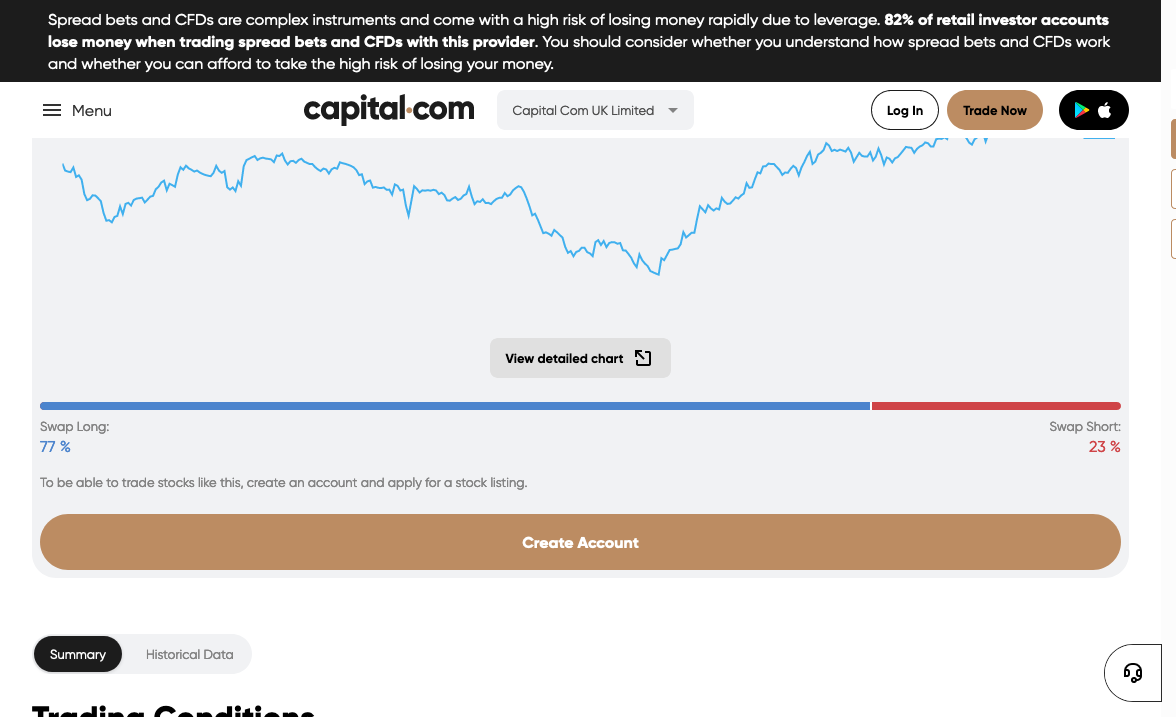 Spread bets and CFDs are complex instruments and come with a high risk of losing money rapidly due to leverage. 82% of retail investor accounts
lose money when trading spread bets and CFDs with this provider. You should consider whether you understand how spread bets and CFDs work
and whether you can afford to take the high risk of losing your money.
Menu
capital.com
Capital Com UK Limited
Log In
Trade Now
View detailed chart
Swap Long:
Swap Short:
77 %
23 %
To be able to trade stocks like this, create an account and apply for a stock listing.
Create Account
Summary
Historical Data
Trading Conditions